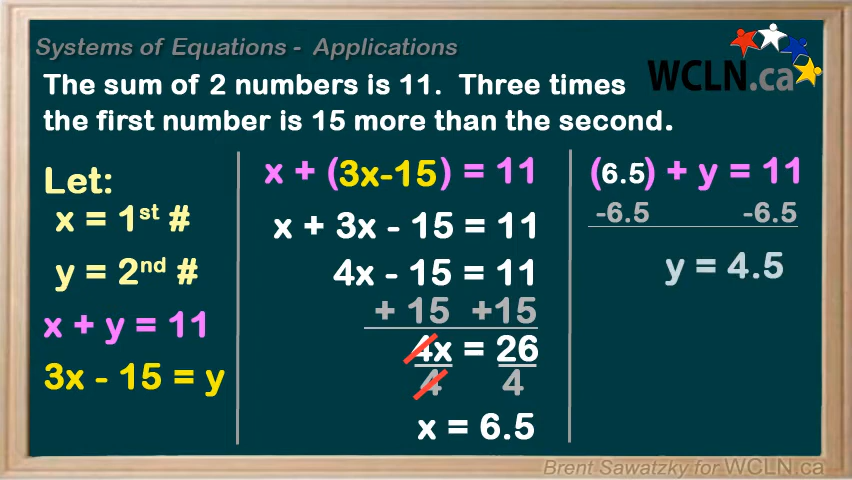 Systems of Equations - Applications
WCLN.ca
The sum of 2 numbers is 11. Three times
the first number is 15 more than the second.
Let:
x = 1st #
y = 2nd #
x + y = 11
3x - 15 = y
x + (3x-15) = 11
x + 3x - 15 = 11
4x - 15 = 11
+ 15 +15
4x = 26
4 4
x = 6.5
(6.5) + y = 11
-6.5 -6.5
y = 4.5
Brent Sawatzky for WCLN.ca